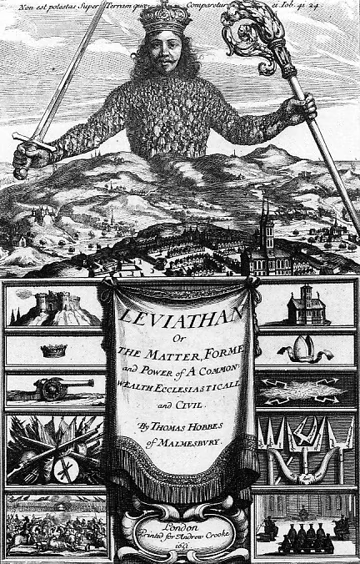 Non est potestas Super Terram quæ Comparetur ei Iob. 41. 24
LEVIATHAN
Or
THE MATTER, FORME
and POWER of A COMMON-
WEALTH ECCLESIASTICALL
and CIVIL.
By THOMAS HOBBES
of MALMESBURY.
London
Printed for Andrew Crooke
1651